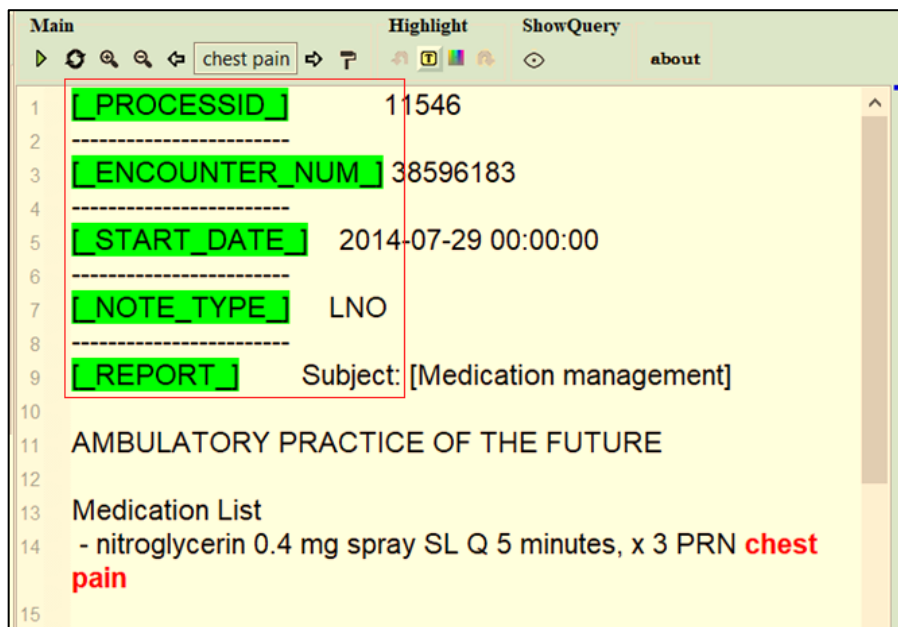 Main Highlight ShowQuery
chest pain T about
1 [_PROCESSID_] 11546
2 ------------------------
3 [_ENCOUNTER_NUM_] 38596183
4 ------------------------
5 [_START_DATE_] 2014-07-29 00:00:00
6 ------------------------
7 [_NOTE_TYPE_] LNO
8 ------------------------
9 [_REPORT_] Subject: [Medication management]
10
11 AMBULATORY PRACTICE OF THE FUTURE
12
13 Medication List
14 - nitroglycerin 0.4 mg spray SL Q 5 minutes, x 3 PRN chest
pain
15